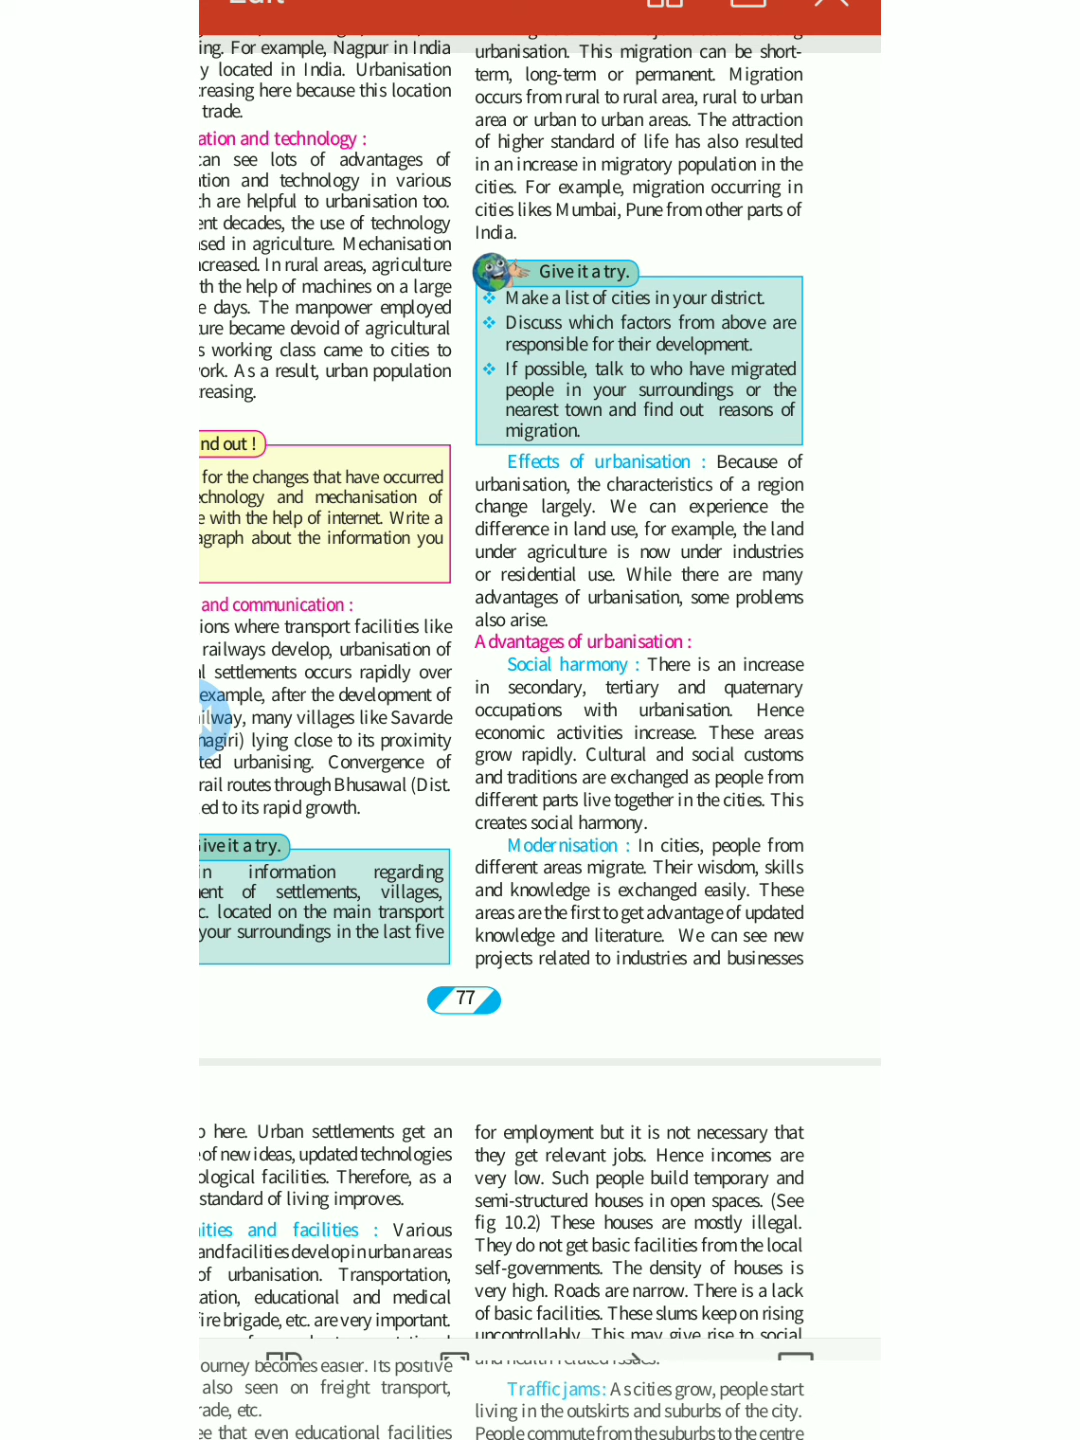 ing. For example, Nagpur in India
y located in India. Urbanisation
creasing here because this location
trade.
ation and technology :
can see lots of advantages of
ation and technology in various
ch are helpful to urbanisation too.
ent decades, the use of technology
sed in agriculture. Mechanisation
ncreased. In rural areas, agriculture
th the help of machines on a large
e days. The manpower employed
ture became devoid of agricultural
s working class came to cities to
work. As a result, urban population
creasing.
nd out !
for the changes that have occurred
echnology and mechanisation of
e with the help of internet. Write a
agraph about the information you
and communication :
ions where transport facilities like
railways develop, urbanisation of
al settlements occurs rapidly over
example, after the development of
ailway, many villages like Savarde
nagiri) lying close to its proximity
ted urbanising. Convergence of
rail routes through Bhusawal (Dist.
ed to its rapid growth.
Give it a try.
in information regarding
ent of settlements, villages,
c. located on the main transport
your surroundings in the last five
urbanisation. This migration can be short-
term, long-term or permanent. Migration
occurs from rural to rural area, rural to urban
area or urban to urban areas. The attraction
of higher standard of life has also resulted
in an increase in migratory population in the
cities. For example, migration occurring in
cities like Mumbai, Pune from other parts of
India.
Give it a try.
❖ Make a list of cities in your district.
❖ Discuss which factors from above are
responsible for their development.
❖ If possible, talk to who have migrated
people in your surroundings or the
nearest town and find out reasons of
migration.
Effects of urbanisation : Because of
urbanisation, the characteristics of a region
change largely. We can experience the
difference in land use, for example, the land
under agriculture is now under industries
or residential use. While there are many
advantages of urbanisation, some problems
also arise.
Advantages of urbanisation :
Social harmony : There is an increase
in secondary, tertiary and quaternary
occupations with urbanisation. Hence
economic activities increase. These areas
grow rapidly. Cultural and social customs
and traditions are exchanged as people from
different parts live together in the cities. This
creates social harmony.
Modernisation : In cities, people from
different areas migrate. Their wisdom, skills
and knowledge is exchanged easily. These
areas are the first to get advantage of updated
knowledge and literature. We can see new
projects related to industries and businesses
77
p here. Urban settlements get an
of new ideas, updated technologies
ological facilities. Therefore, as a
standard of living improves.
ities and facilities : Various
and facilities develop in urban areas
of urbanisation. Transportation,
ation, educational and medical
fire brigade, etc. are very important.
ourney becomes easier. Its positive
also seen on freight transport,
rade, etc.
ee that even educational facilities
for employment but it is not necessary that
they get relevant jobs. Hence incomes are
very low. Such people build temporary and
semi-structured houses in open spaces. (See
fig 10.2) These houses are mostly illegal.
They do not get basic facilities from the local
self-governments. The density of houses is
very high. Roads are narrow. There is a lack
of basic facilities. These slums keep on rising
uncontrollably. This may give rise to social
and health related issues.
Traffic jams: As cities grow, people start
living in the outskirts and suburbs of the city.
People commute from the suburbs to the centre